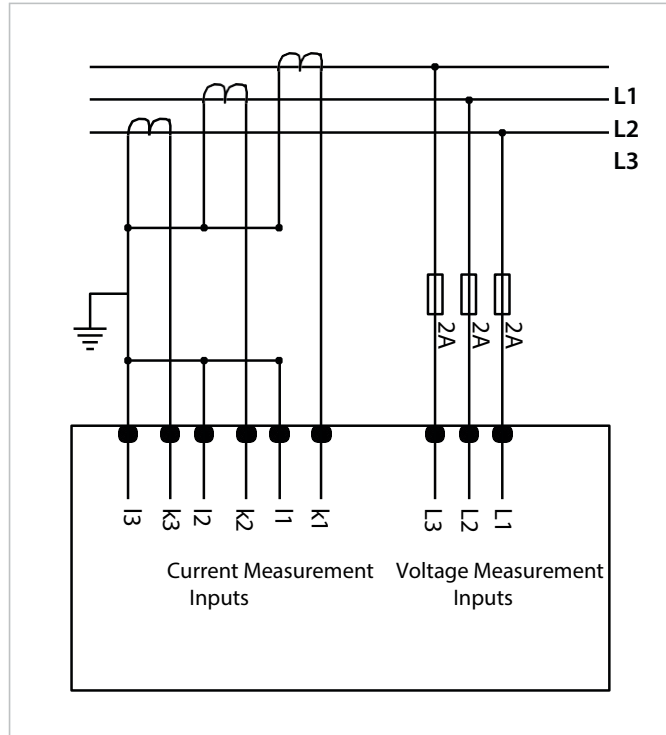 L1
L2
L3
2A
2A
2A
l3
k3
l2
k2
l1
k1
L3
L2
L1
Current Measurement
Inputs
Voltage Measurement
Inputs